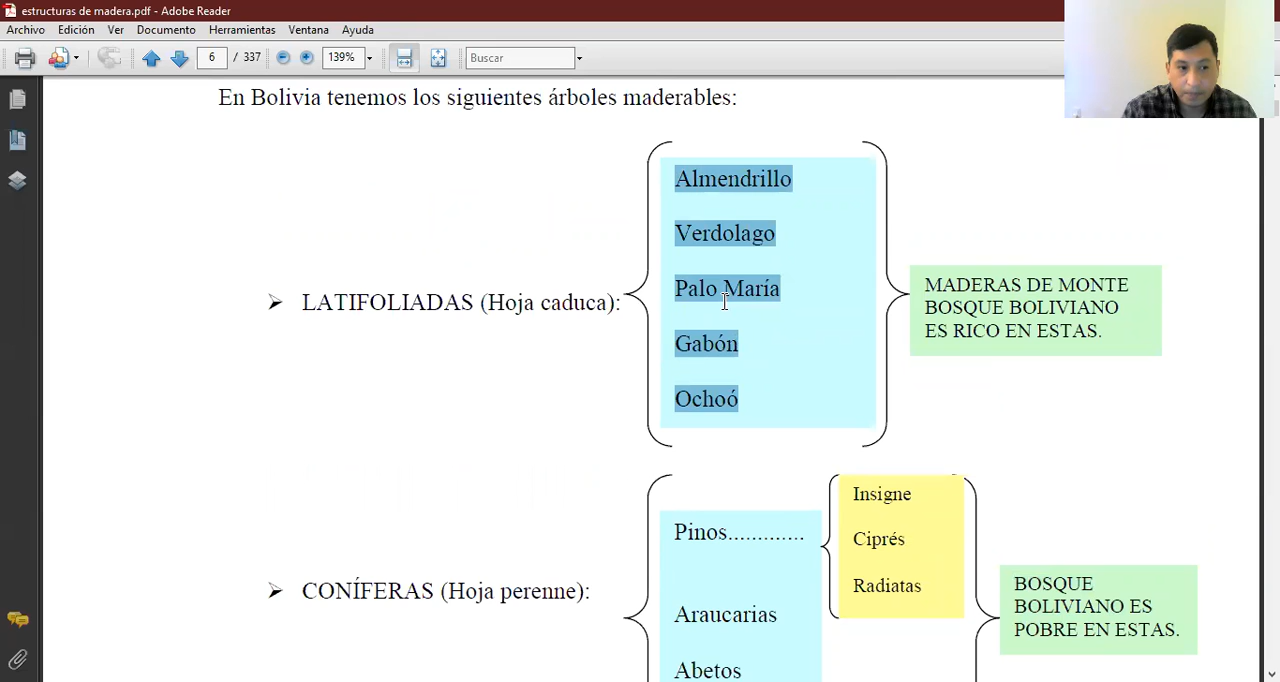 estructuras de madera.pdf - Adobe Reader
Archivo Edición Ver Documento Herramientas Ventana Ayuda
6 / 337 139% Buscar
En Bolivia tenemos los siguientes árboles maderables:
➢ LATIFOLIADAS (Hoja caduca):
Almendrillo
Verdolago
Palo María
Gabón
Ochoó
MADERAS DE MONTE
BOSQUE BOLIVIANO
ES RICO EN ESTAS.
➢ CONÍFERAS (Hoja perenne):
Pinos.............
Insigne
Ciprés
Radiatas
Araucarias
Abetos
BOSQUE
BOLIVIANO ES
POBRE EN ESTAS.